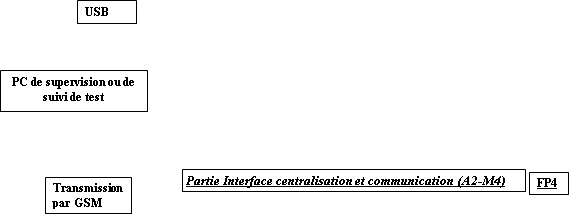 USB
PC de supervision ou de
suivi de test
Transmission
par GSM
Partie Interface centralisation et communication (A2-M4)
FP4